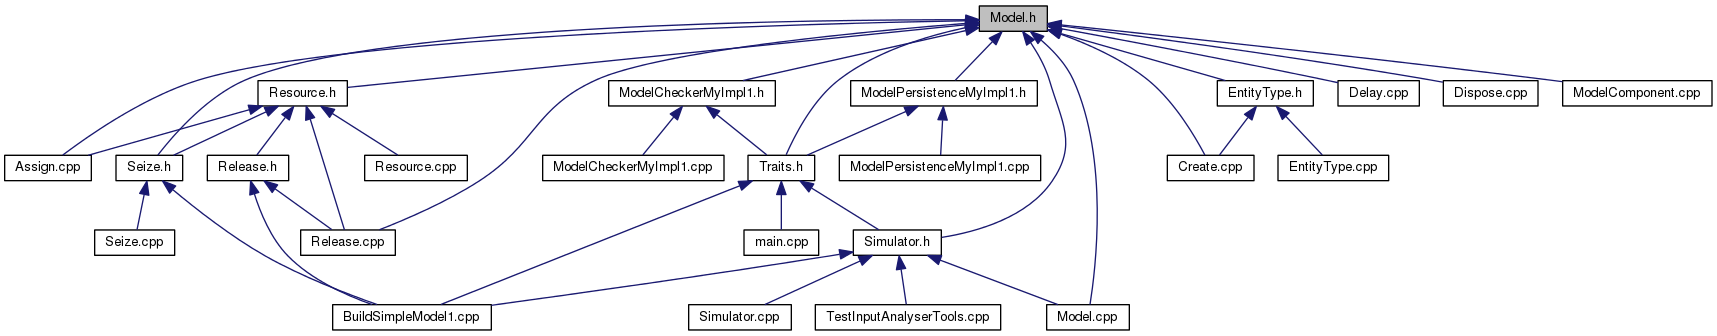 Model.h
Resource.h
ModelCheckerMyImpl1.h
ModelPersistenceMyImpl1.h
EntityType.h
Delay.cpp
Dispose.cpp
ModelComponent.cpp
Assign.cpp
Seize.h
Release.h
Resource.cpp
ModelCheckerMyImpl1.cpp
Traits.h
ModelPersistenceMyImpl1.cpp
Create.cpp
EntityType.cpp
Seize.cpp
Release.cpp
main.cpp
Simulator.h
BuildSimpleModel1.cpp
Simulator.cpp
TestInputAnalyserTools.cpp
Model.cpp